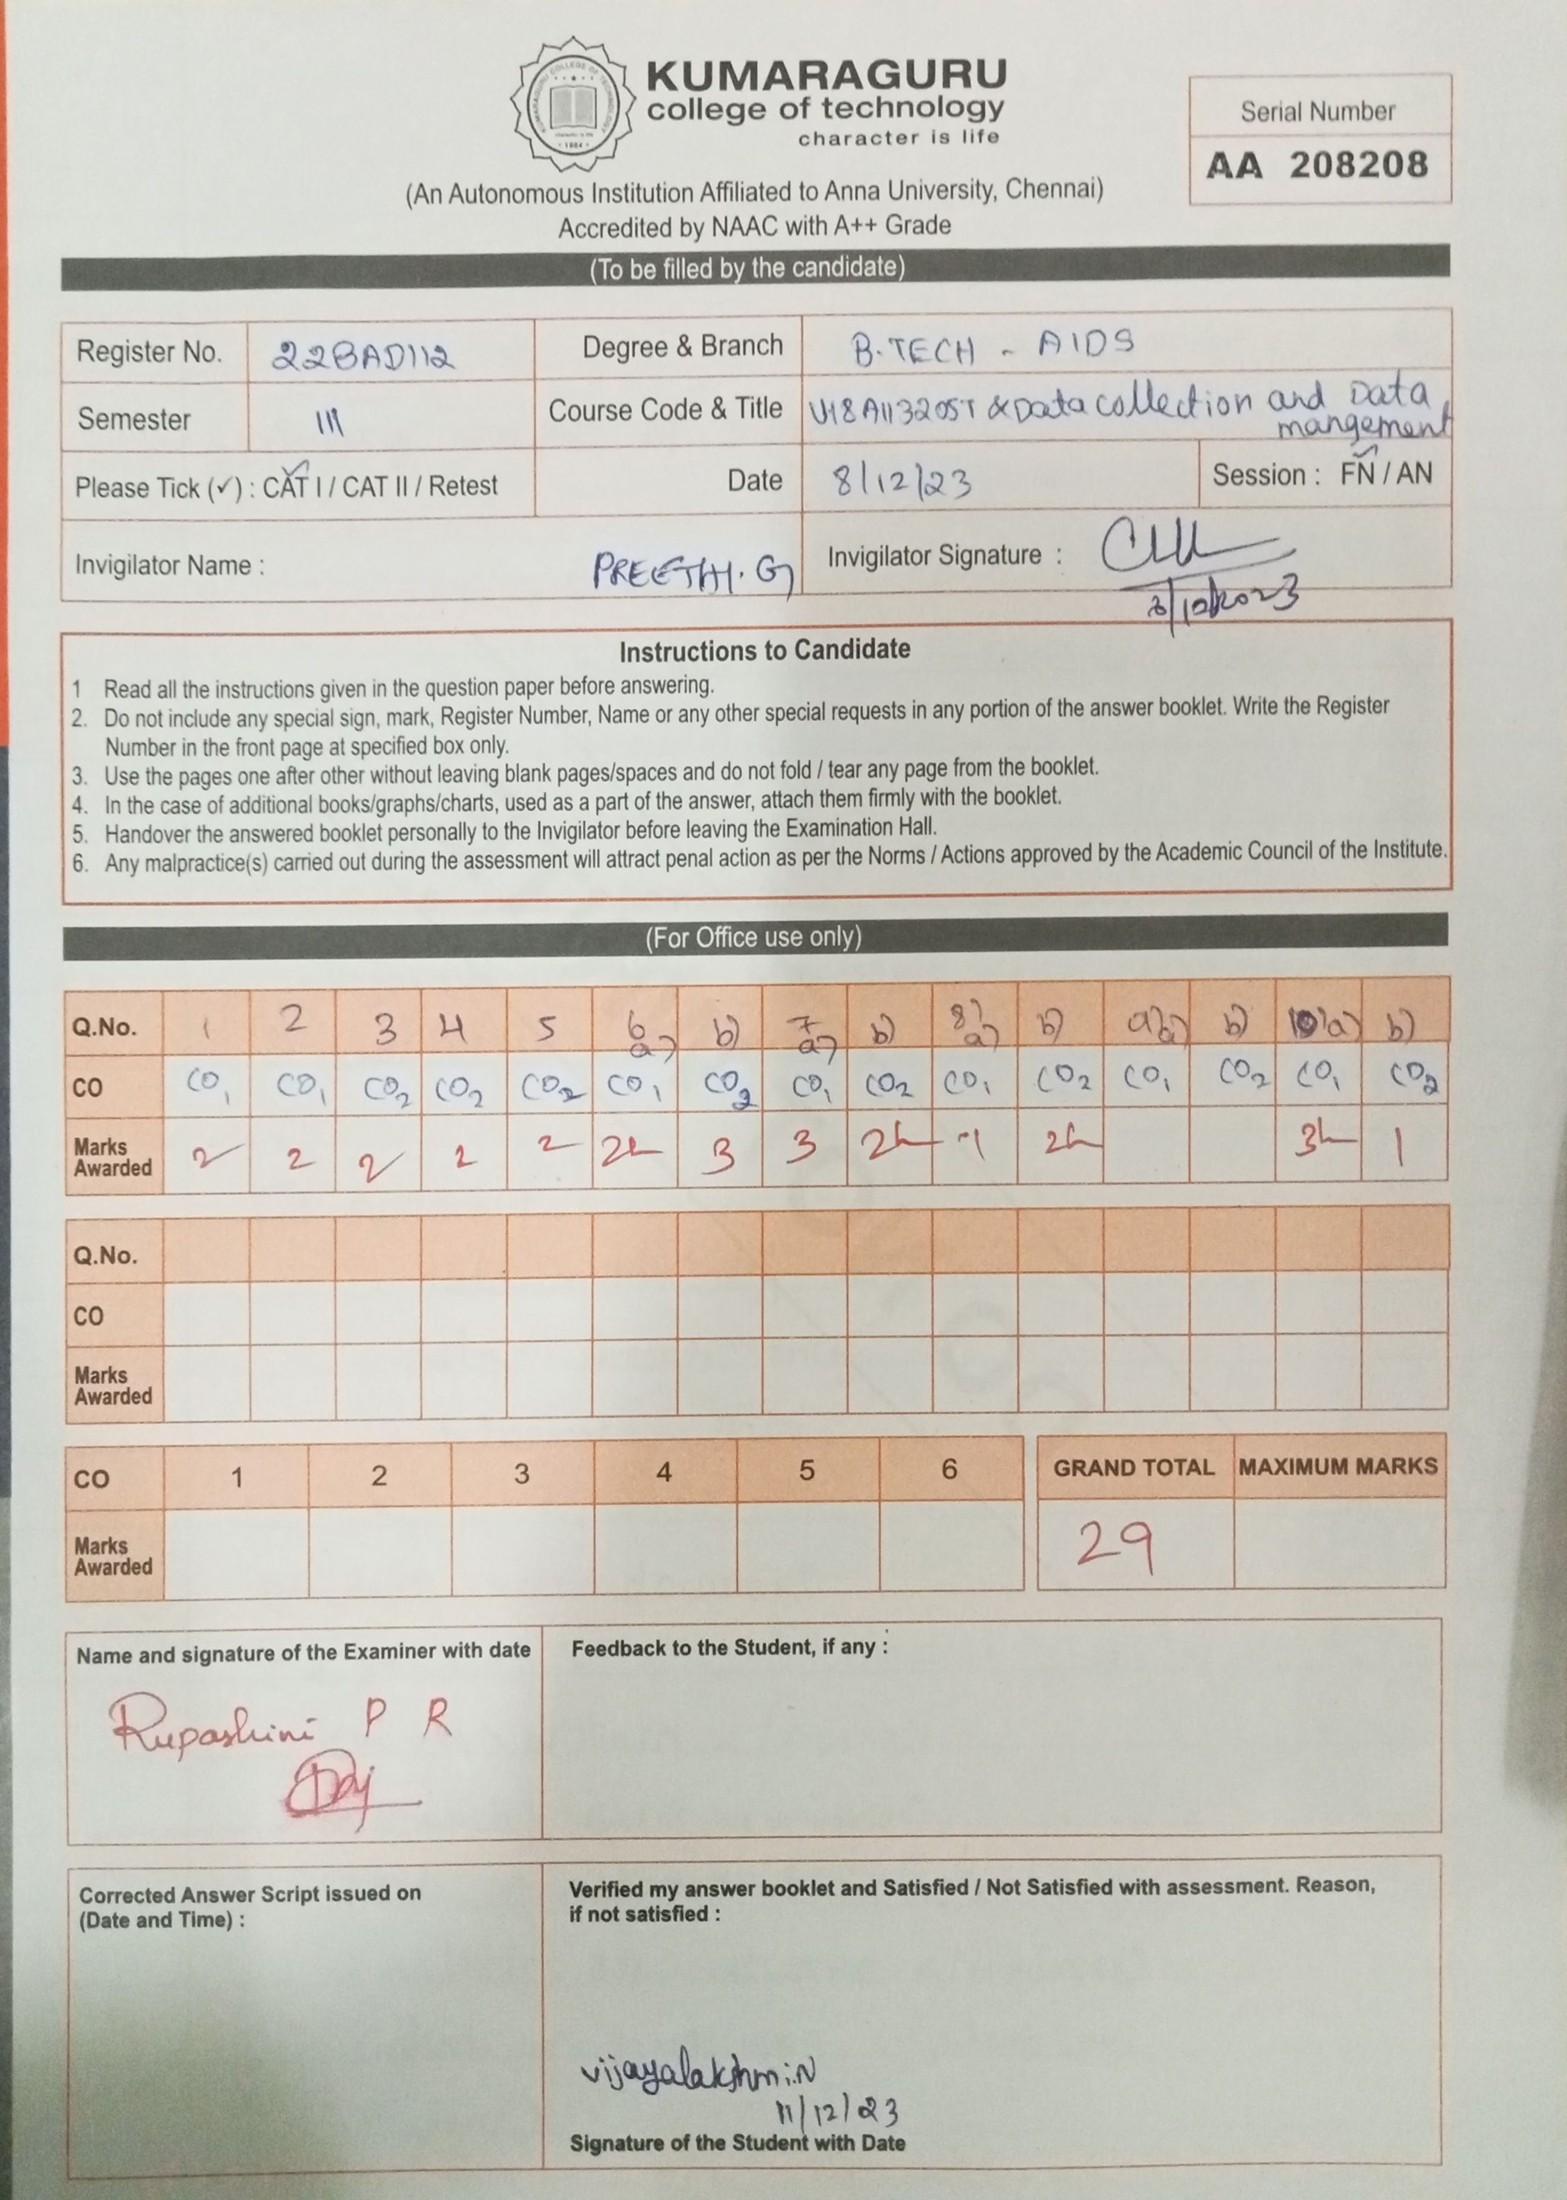 KUMARAGURU
college of technology
character is life
Serial Number
AA 208208
(An Autonomous Institution Affiliated to Anna University, Chennai)
Accredited by NAAC with A++ Grade
(To be filled by the candidate)
Register No. 22BAD112 Degree & Branch B.TECH - AIDS
Semester III Course Code & Title U18AII3205T & Data collection and Data mangement
Please Tick (✓) : CAT I / CAT II / Retest Date 8/12/23 Session : FN / AN
Invigilator Name : PREETHI. G Invigilator Signature :
Instructions to Candidate
1 Read all the instructions given in the question paper before answering.
2. Do not include any special sign, mark, Register Number, Name or any other special requests in any portion of the answer booklet. Write the Register
Number in the front page at specified box only.
3. Use the pages one after other without leaving blank pages/spaces and do not fold / tear any page from the booklet.
4. In the case of additional books/graphs/charts, used as a part of the answer, attach them firmly with the booklet.
5. Handover the answered booklet personally to the Invigilator before leaving the Examination Hall.
6. Any malpractice(s) carried out during the assessment will attract penal action as per the Norms / Actions approved by the Academic Council of the Institute.
(For Office use only)
Q.No. 1 2 3 4 5 6 a) b) 7 a) b) 8) a) b) 9) a) b) 10) a) b)
CO CO1 CO1 CO2 CO2 CO2 CO1 CO2 CO1 CO2 CO1 CO2 CO1 CO2 CO1 CO2
Marks Awarded 2 2 2 2 2 2½ 3 3 2½ 1 2½ 3½ 1
Q.No.
CO
Marks Awarded
CO 1 2 3 4 5 6 GRAND TOTAL MAXIMUM MARKS
Marks Awarded 29
Name and signature of the Examiner with date Feedback to the Student, if any :
Rupashini P R
Corrected Answer Script issued on
(Date and Time) :
Verified my answer booklet and Satisfied / Not Satisfied with assessment. Reason,
if not satisfied :
vijayalakshmi.N
11/12/23
Signature of the Student with Date